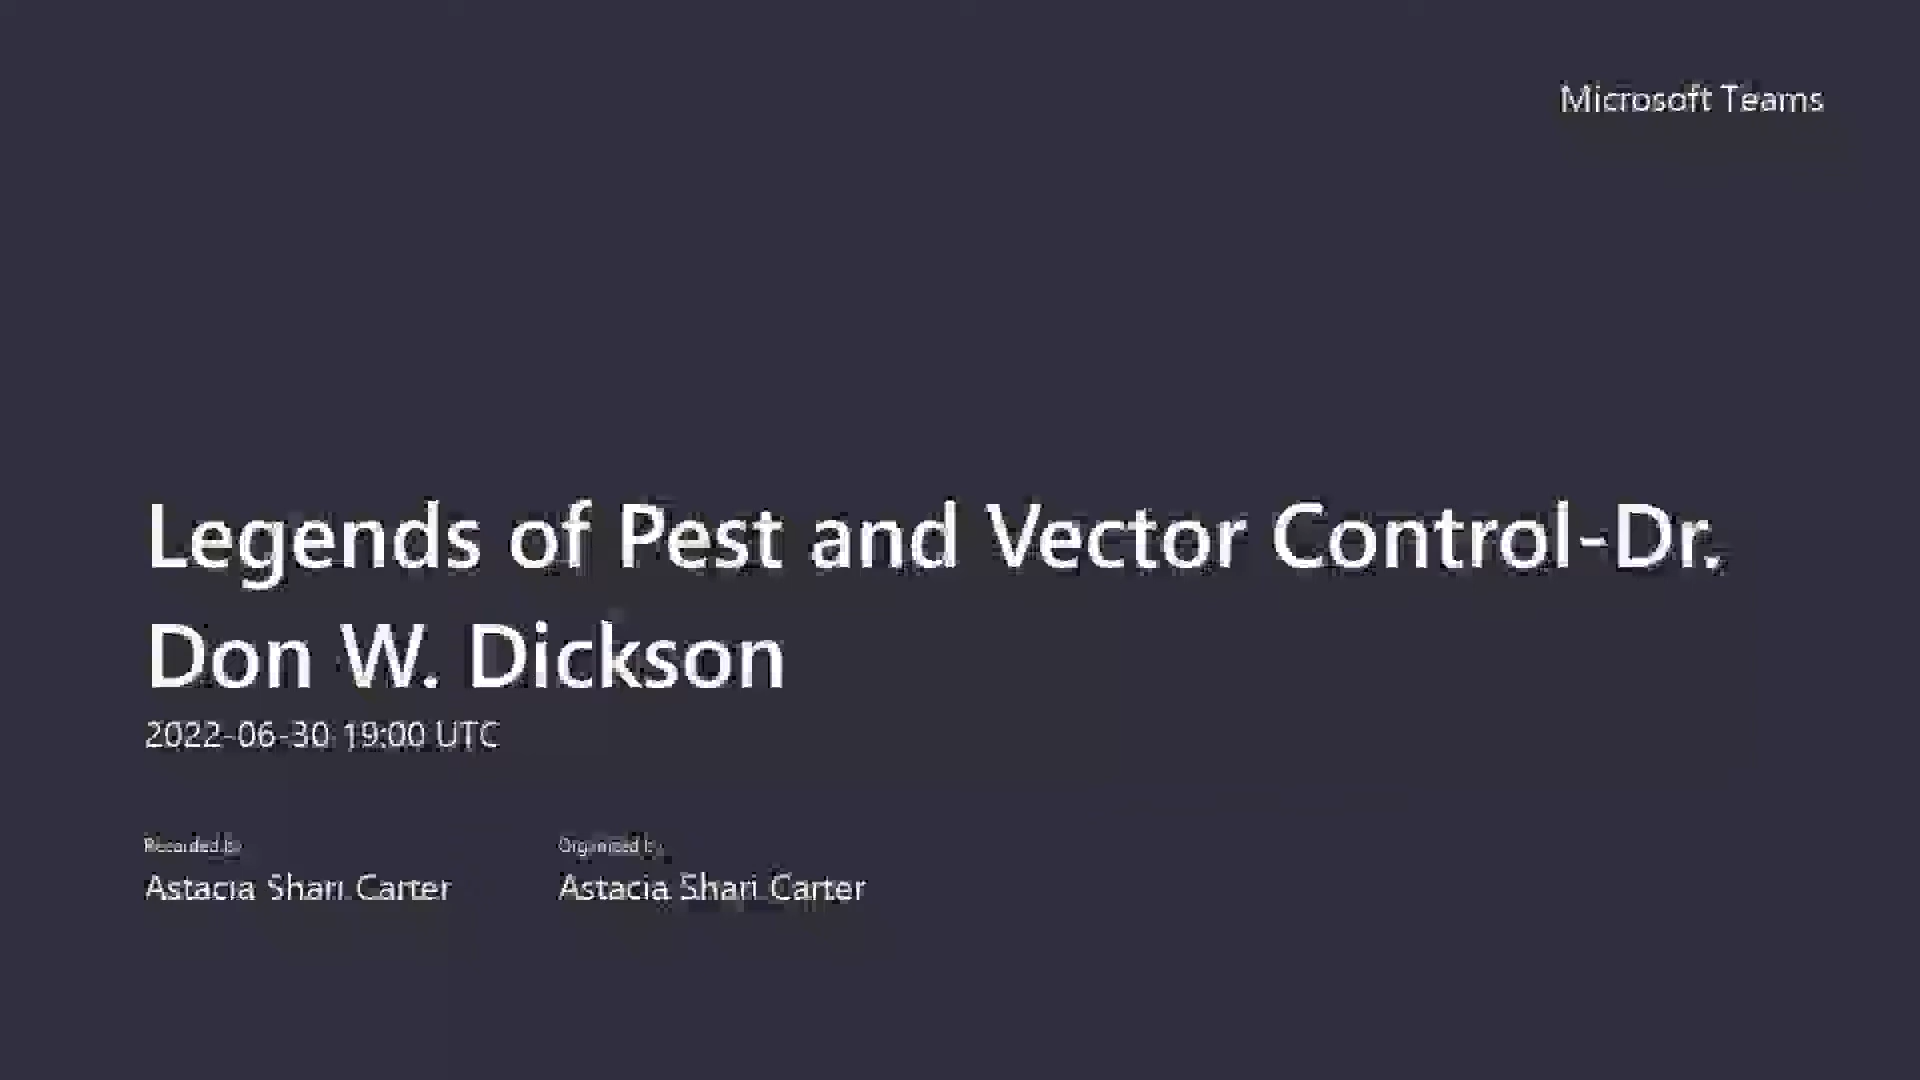 Microsoft Teams
Legends of Pest and Vector Control-Dr.
Don W. Dickson
2022-06-30 19:00 UTC
Recorded by
Organized by
Astacia Shari Carter
Astacia Shari Carter